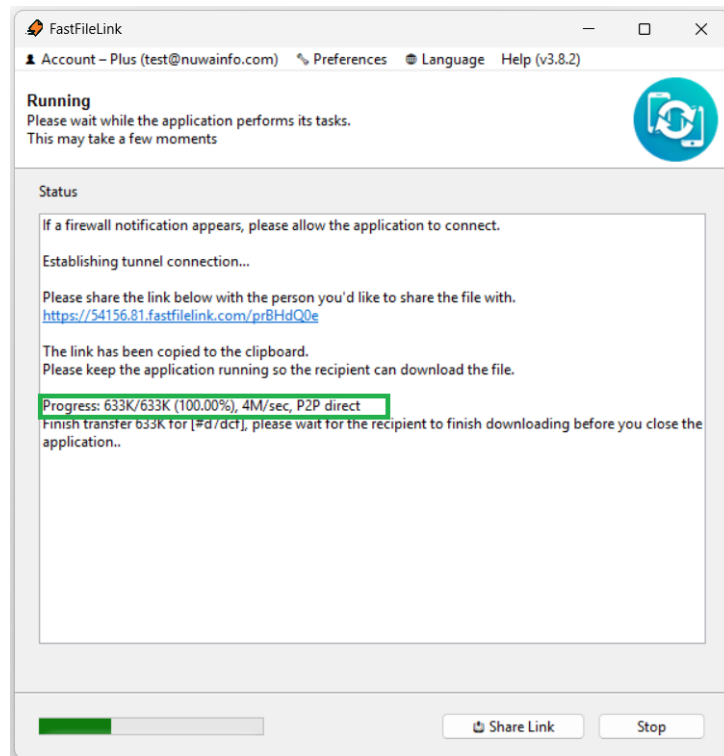 FastFileLink
Account – Plus (test@nuwainfo.com) Preferences Language Help (v3.8.2)
Running
Please wait while the application performs its tasks.
This may take a few moments
Status
If a firewall notification appears, please allow the application to connect.
Establishing tunnel connection...
Please share the link below with the person you'd like to share the file with.
https://54156.81.fastfilelink.com/prBHdQ0e
The link has been copied to the clipboard.
Please keep the application running so the recipient can download the file.
Progress: 633K/633K (100.00%), 4M/sec, P2P direct
Finish transfer 633K for [#d7dcf], please wait for the recipient to finish downloading before you close the
application..
Share Link Stop